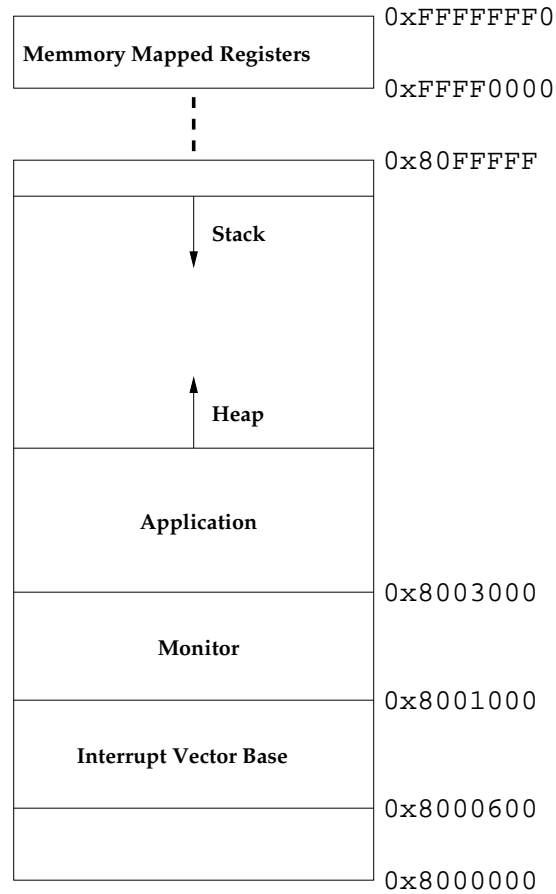 0xFFFFFFF0
Memmory Mapped Registers
0xFFFF0000
0x80FFFFF
Stack
Heap
Application
0x8003000
Monitor
0x8001000
Interrupt Vector Base
0x8000600
0x8000000